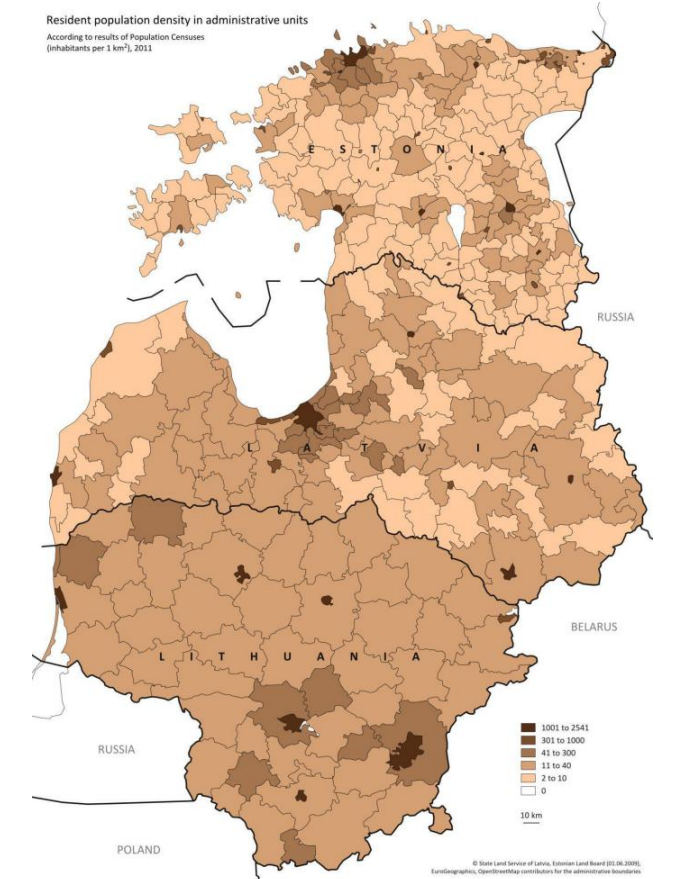 Resident population density in administrative units
According to results of Population Censuses
(inhabitants per 1 km²), 2011
E S T O N I A
RUSSIA
L A T V I A
BELARUS
L I T H U A N I A
RUSSIA
1001 to 2541
301 to 1000
41 to 300
11 to 40
2 to 10
0
10 km
POLAND
© State Land Service of Latvia, Estonian Land Board (01.06.2009),
EuroGeographics, OpenStreetMap contributors for the administrative boundaries